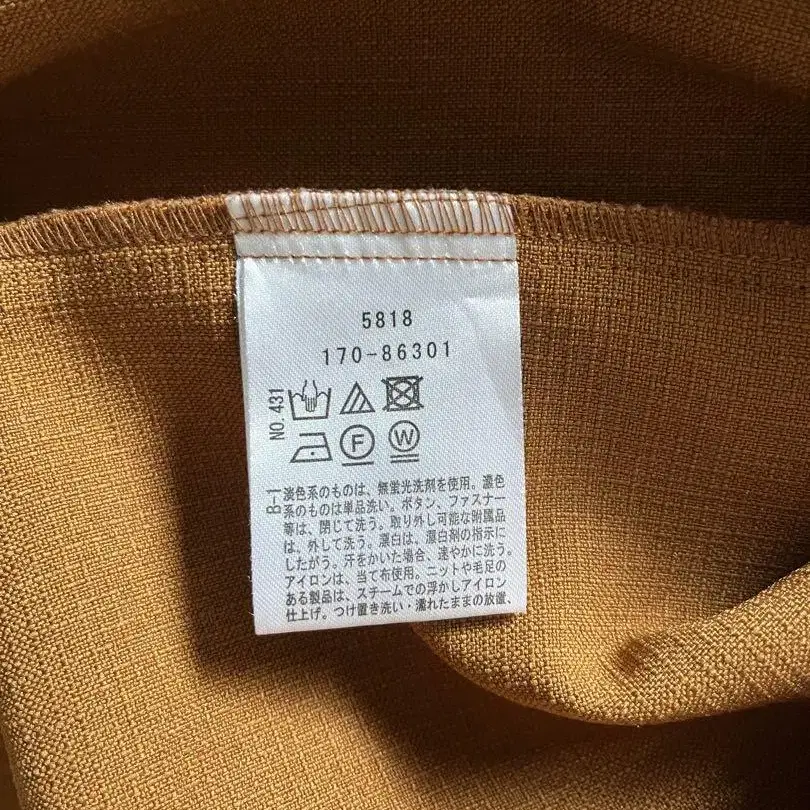 5818
170-86301
NO.431
F W
B-1
淡色系のものは、無蛍光洗剤を使用。濃色
系のものは単品洗い。ボタン、ファスナー
等は、閉じて洗う。取り外し可能な附属品
は、外して洗う。漂白は、漂白剤の指示に
したがう。汗をかいた場合、速やかに洗う。
アイロンは、当て布使用。ニットや毛足の
ある製品は、スチームでの浮かしアイロン
仕上げ。つけ置き洗い・濡れたままの放置、